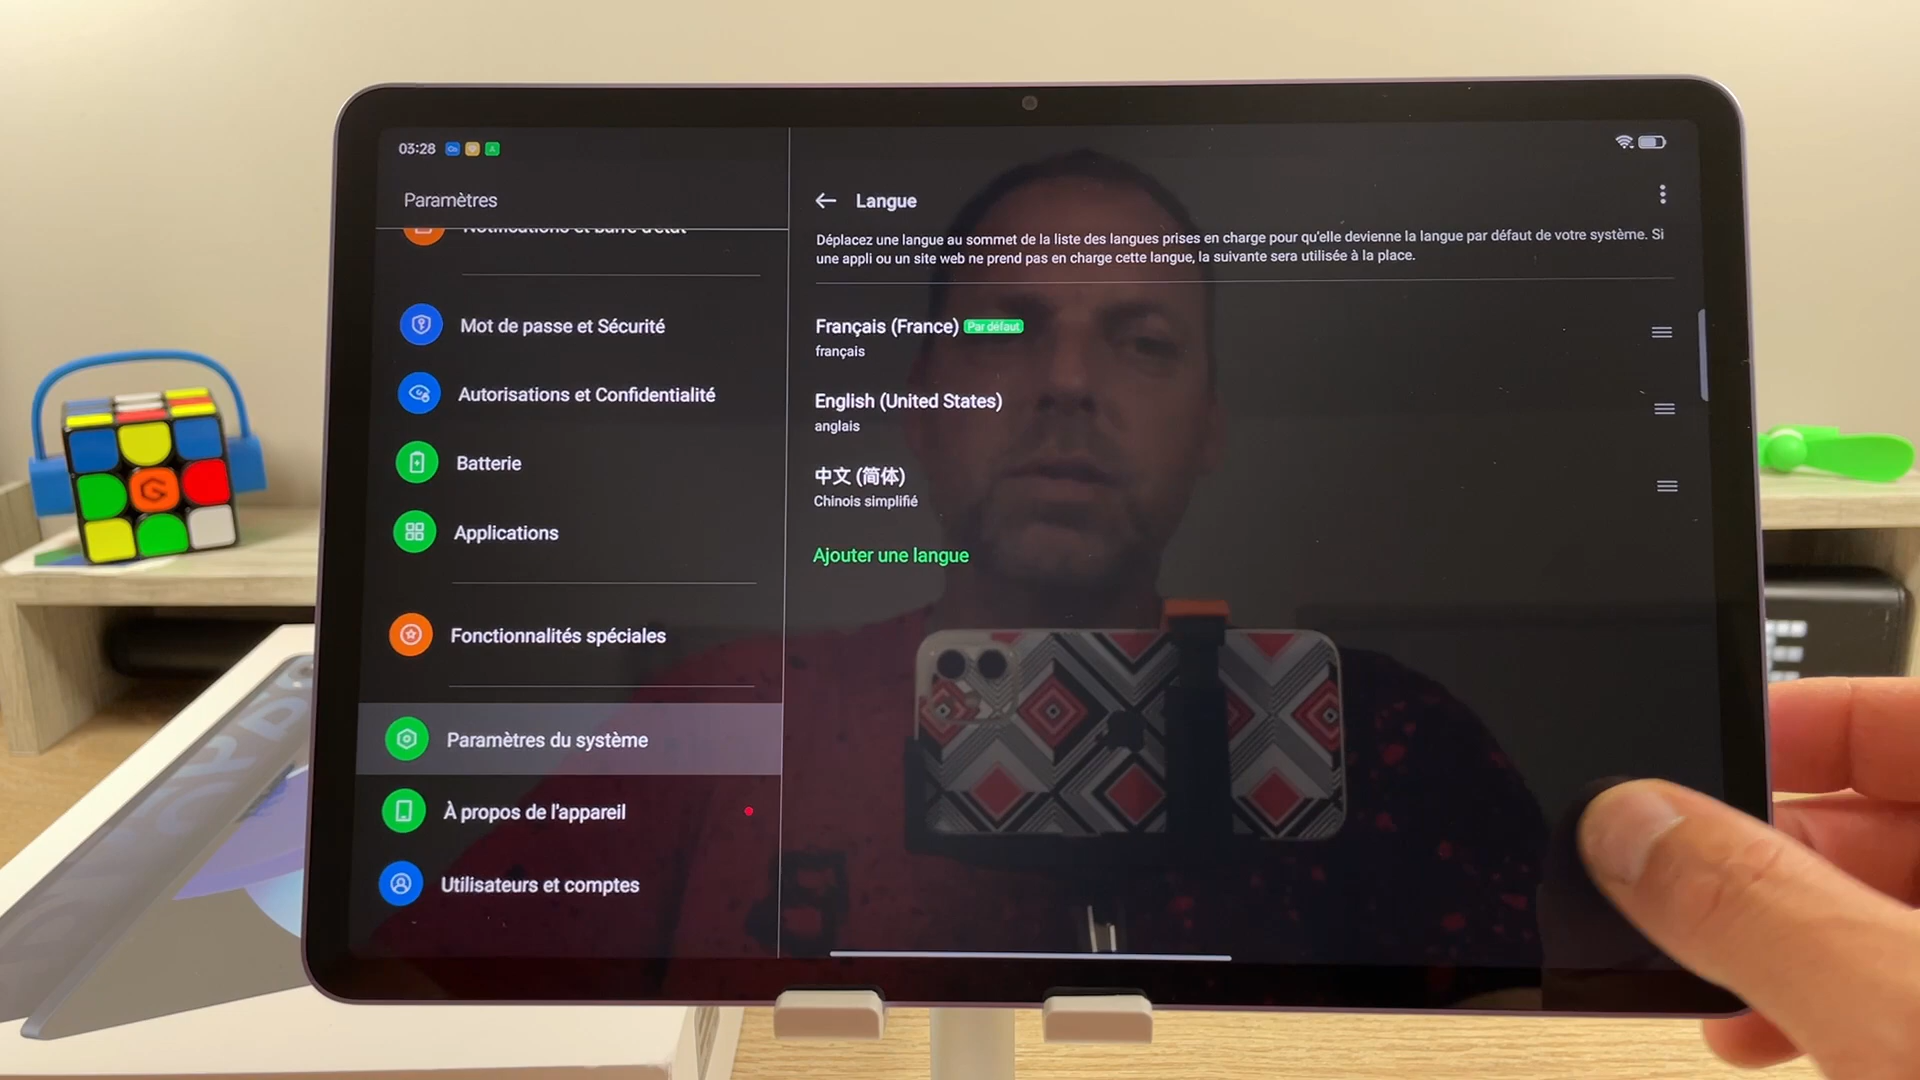 03:28
Paramètres
Notifications et barre d'état
Mot de passe et Sécurité
Autorisations et Confidentialité
Batterie
Applications
Fonctionnalités spéciales
Paramètres du système
À propos de l'appareil
Utilisateurs et comptes
Langue
Déplacez une langue au sommet de la liste des langues prises en charge pour qu'elle devienne la langue par défaut de votre système. Si
une appli ou un site web ne prend pas en charge cette langue, la suivante sera utilisée à la place.
Français (France) Par défaut
français
English (United States)
anglais
中文 (简体)
Chinois simplifié
Ajouter une langue